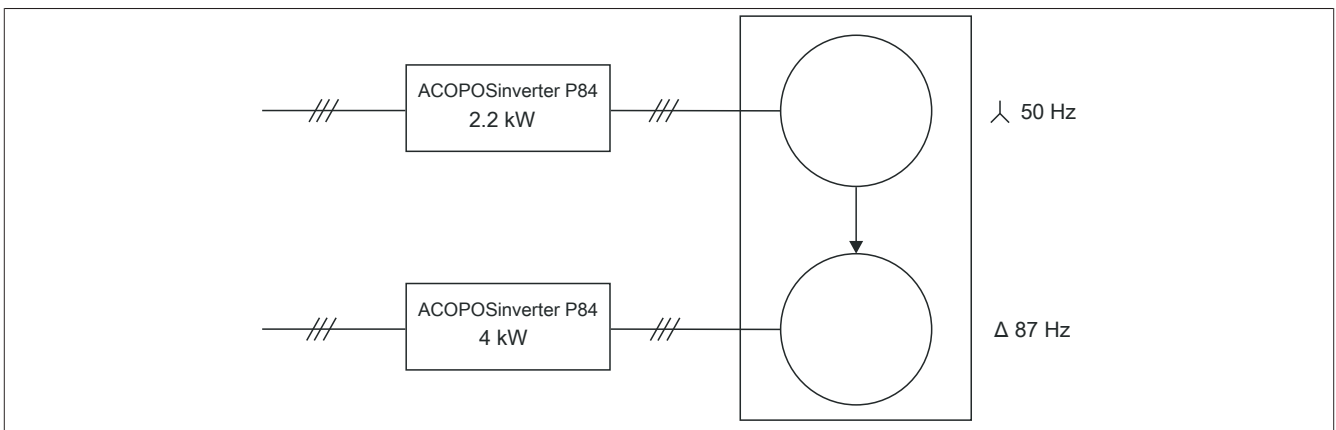 ACOPOSinverter P84
2.2 kW
50 Hz
ACOPOSinverter P84
4 kW
Δ 87 Hz